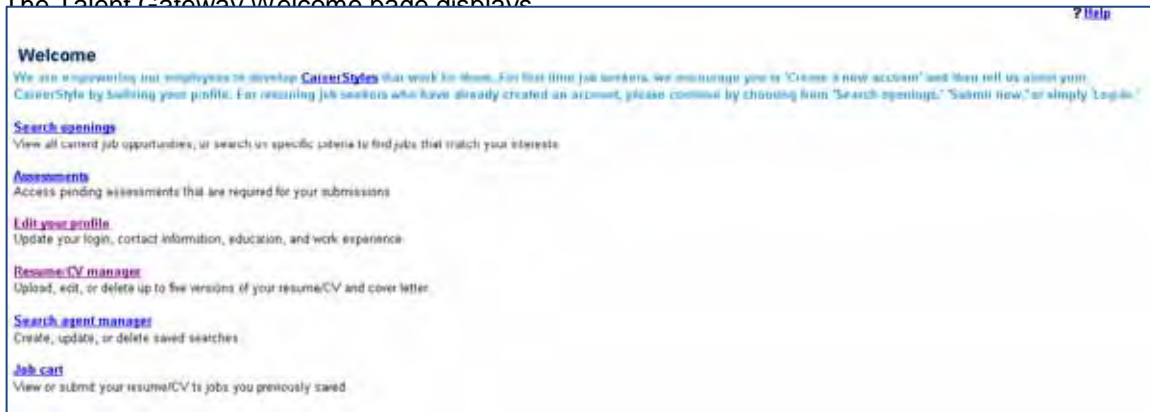 The Talent Gateway Welcome page displays
? Help
Welcome
We are empowering our employees to develop CareerStyles that work for them. For first time job seekers, we encourage you to 'Create a new account' and then tell us about your
CareerStyle by building your profile. For returning job seekers who have already created an account, please continue by choosing from 'Search openings,' 'Submit now,' or simply 'Log-in.'
Search openings
View all current job opportunities, or search on specific criteria to find jobs that match your interests
Assessments
Access pending assessments that are required for your submissions
Edit your profile
Update your login, contact information, education, and work experience
Resume/CV manager
Upload, edit, or delete up to five versions of your resume/CV and cover letter
Search agent manager
Create, update, or delete saved searches
Job cart
View or submit your resume/CV to jobs you previously saved